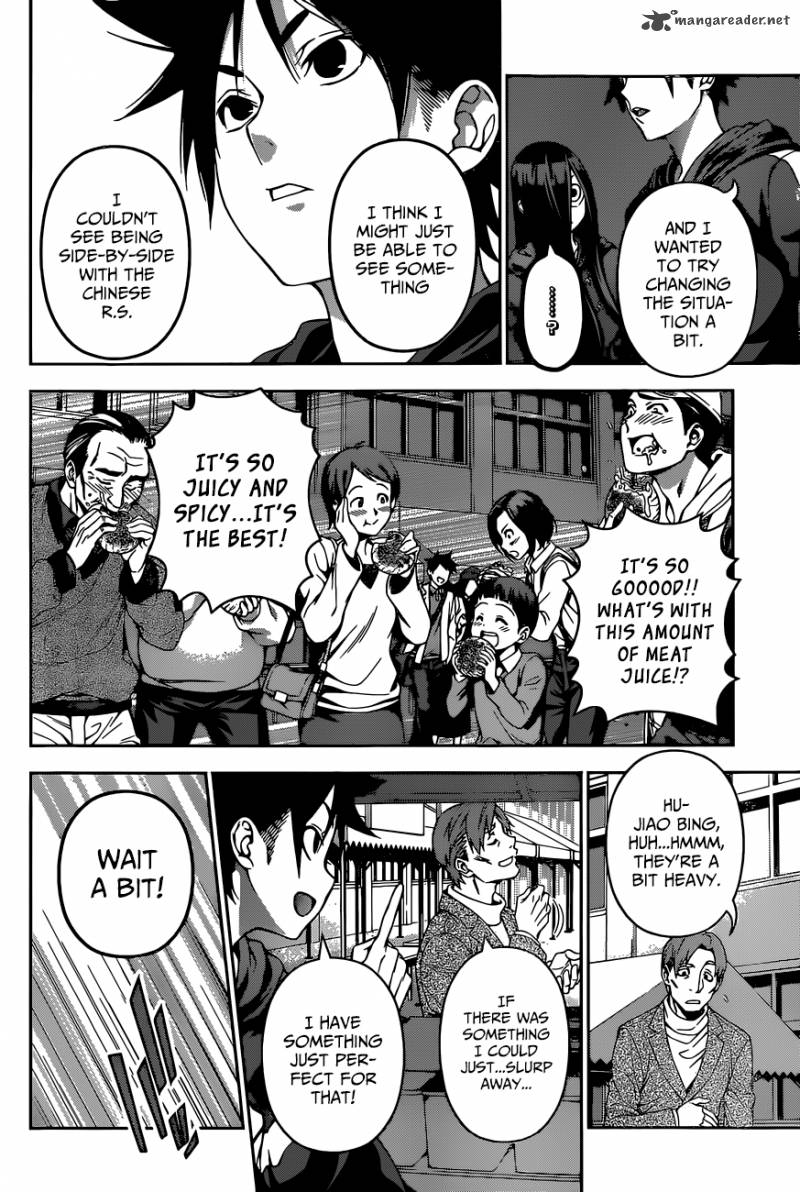 mangareader.net
AND I
WANTED
TO TRY
CHANGING
THE SITUA-
TION A
BIT.
I THINK I
MIGHT JUST
BE ABLE TO
SEE SOME-
THING
I
COULDN'T
SEE BEING
SIDE-BY-SIDE
WITH THE
CHINESE
R.S.
IT'S SO
GOOOOD!!
WHAT'S WITH
THIS AMOUNT
OF MEAT
JUICE!?
IT'S SO
JUICY AND
SPICY...IT'S
THE BEST!
HU-
JIAO BING,
HUH...HMMM,
THEY'RE A
BIT HEAVY.
IF
THERE WAS
SOMETHING
I COULD
JUST...SLURP
AWAY...
I HAVE
SOMETHING
JUST PER-
FECT FOR
THAT!
WAIT
A BIT!